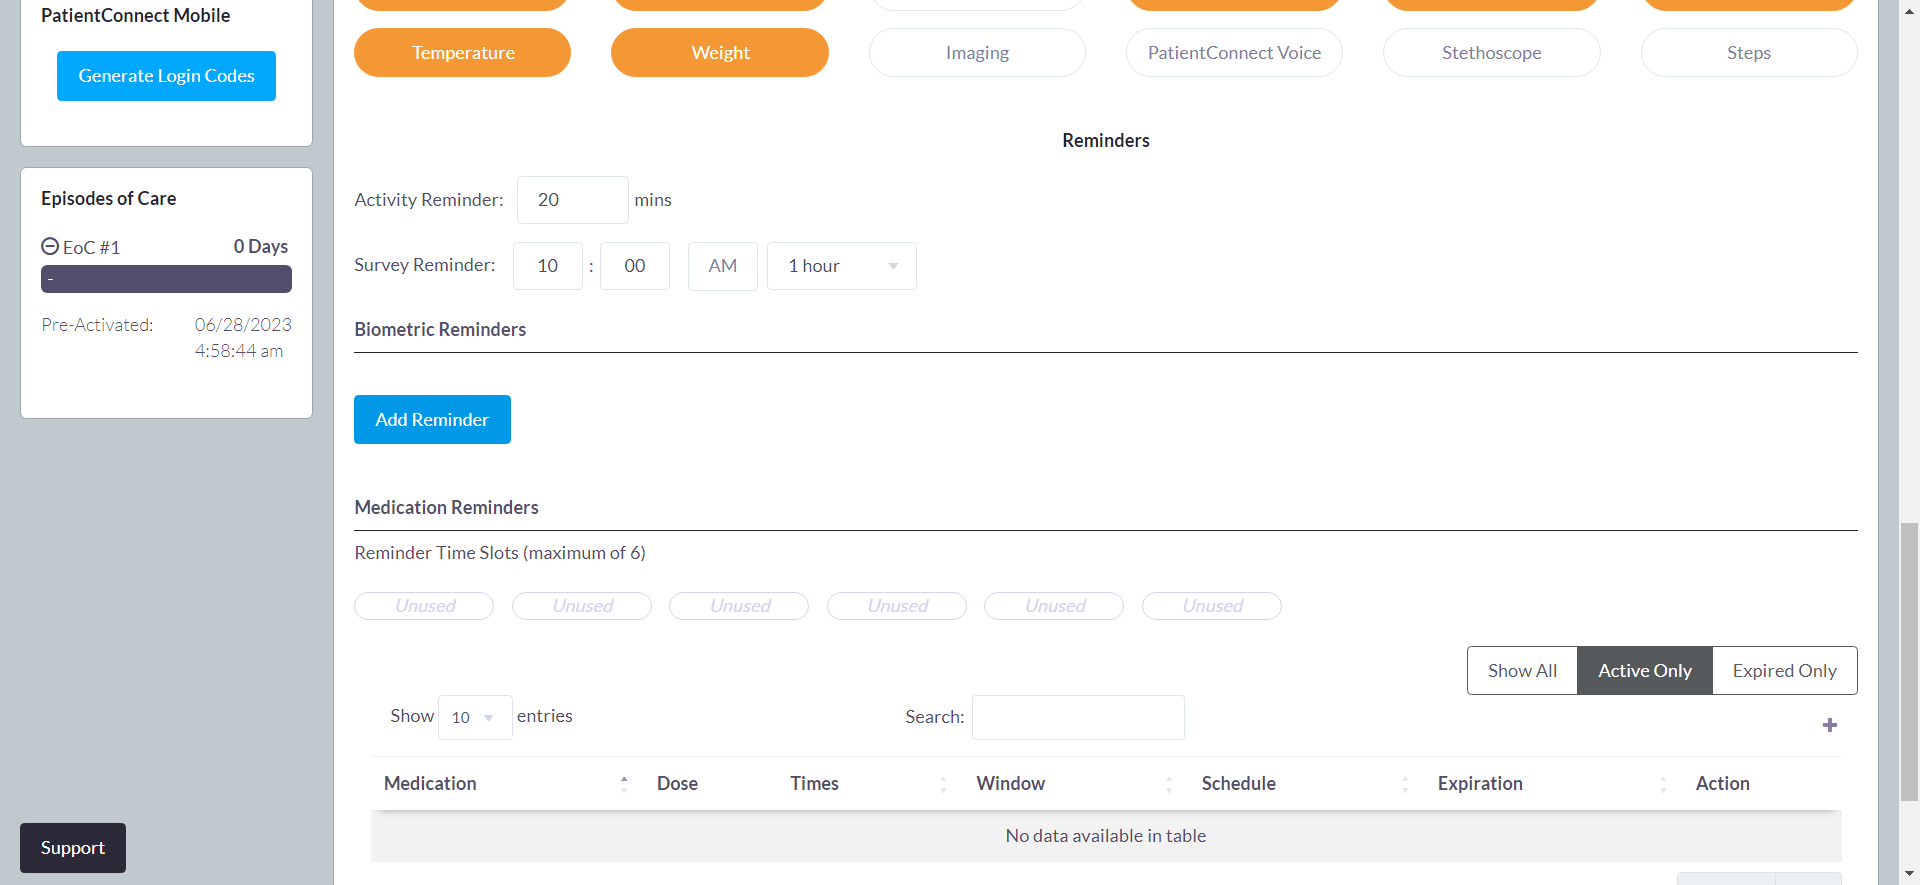 PatientConnect Mobile
Generate Login Codes
Episodes of Care
EoC #1 0 Days
-
Pre-Activated: 06/28/2023
4:58:44 am
Support
Temperature Weight Imaging PatientConnect Voice Stethoscope Steps
Reminders
Activity Reminder: 20 mins
Survey Reminder: 10 : 00 AM 1 hour
Biometric Reminders
Add Reminder
Medication Reminders
Reminder Time Slots (maximum of 6)
Unused Unused Unused Unused Unused Unused
Show All Active Only Expired Only
Show 10 entries Search:
+
Medication Dose Times Window Schedule Expiration Action
No data available in table